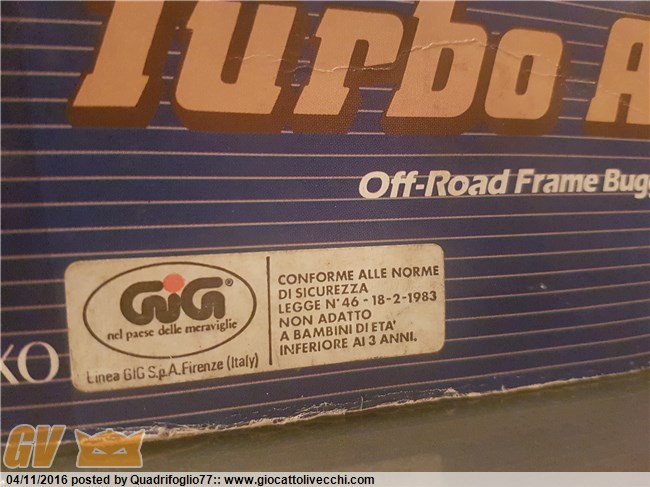 Turbo
Off-Road Frame
GiG®
nel paese delle meraviglie
Linea GIG S.p.A. Firenze (Italy)
CONFORME ALLE NORME
DI SICUREZZA
LEGGE N° 46 - 18-2-1983
NON ADATTO
A BAMBINI DI ETA'
INFERIORE AI 3 ANNI.
GV
04/11/2016 posted by Quadrifoglio77:: www.giocattolivecchi.com